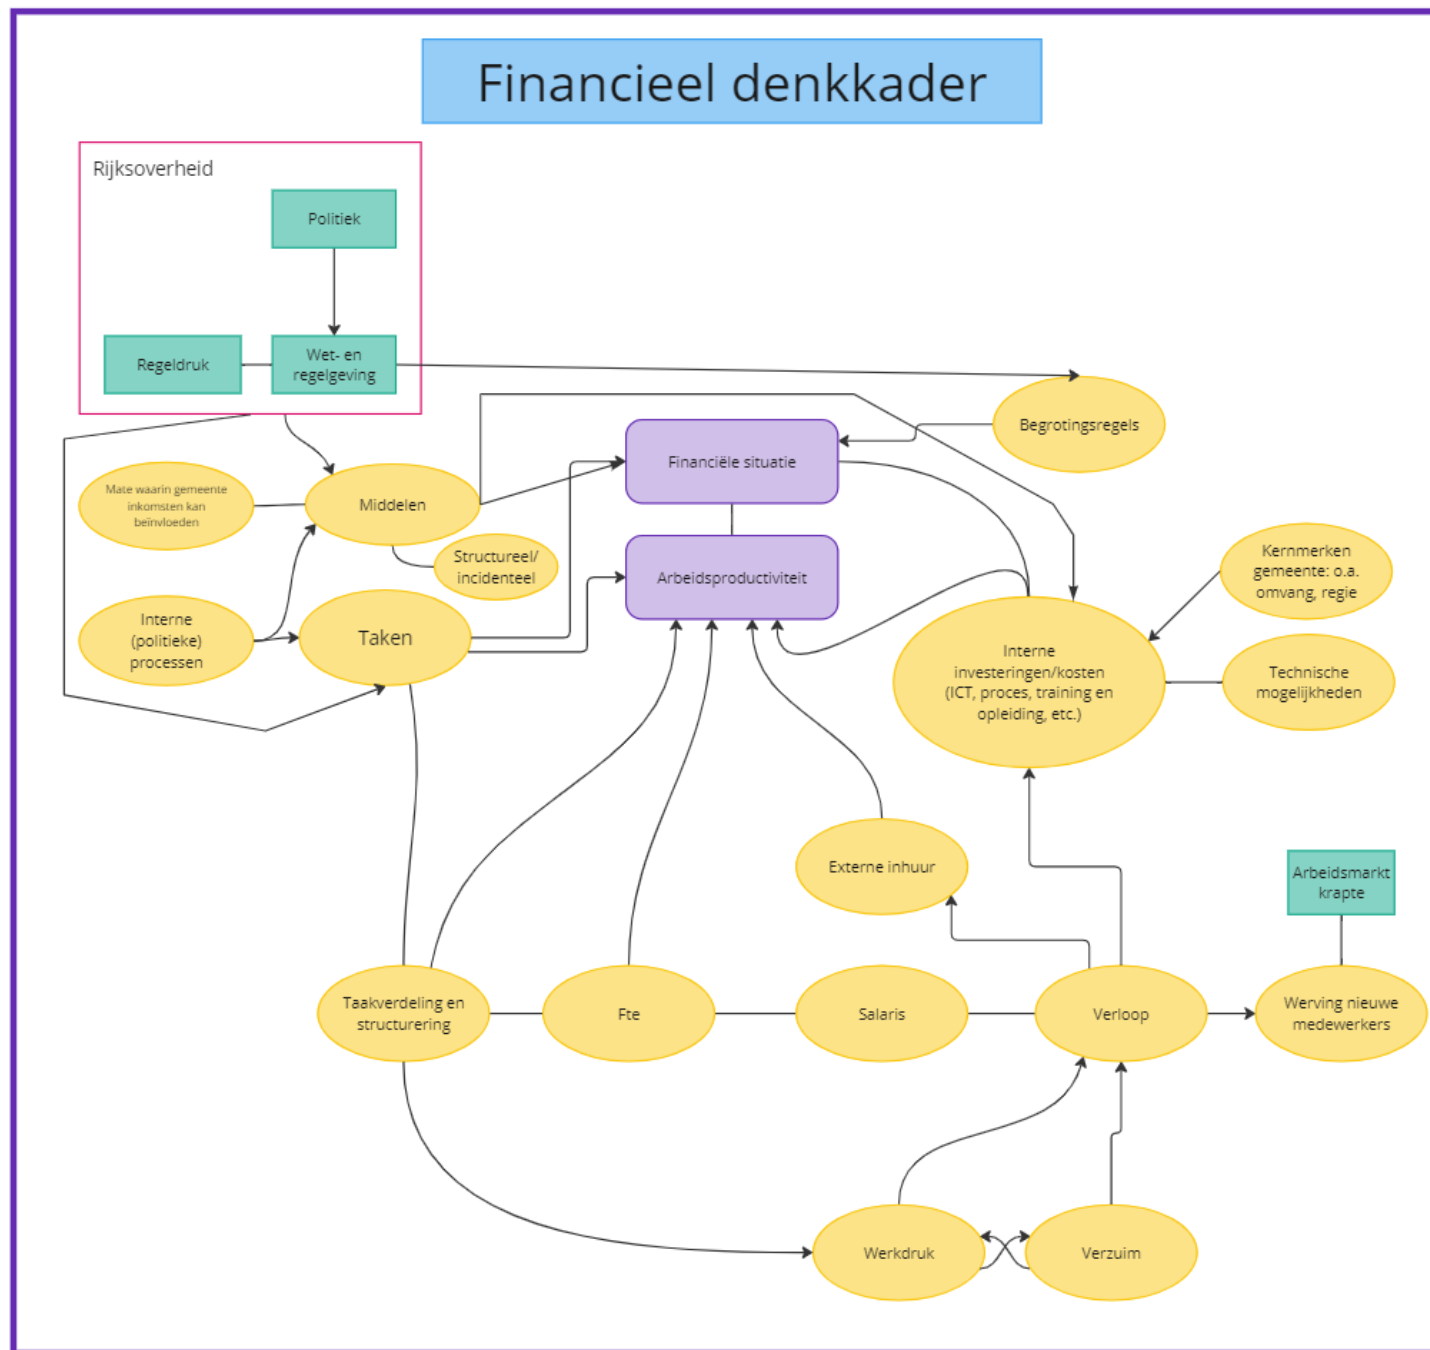 Financieel denkkader
Rijksoverheid
Politiek
Regeldruk
Wet- en
regelgeving
Begrotingsregels
Financiële situatie
Mate waarin gemeente
inkomsten kan
beïnvloeden
Middelen
Structureel/
incidenteel
Arbeidsproductiviteit
Kernmerken
gemeente: o.a.
omvang, regie
Interne
(politieke)
processen
Taken
Interne
investeringen/kosten
(ICT, proces, training en
opleiding, etc.)
Technische
mogelijkheden
Externe inhuur
Arbeidsmarkt
krapte
Taakverdeling en
structurering
Fte
Salaris
Verloop
Werving nieuwe
medewerkers
Werkdruk
Verzuim